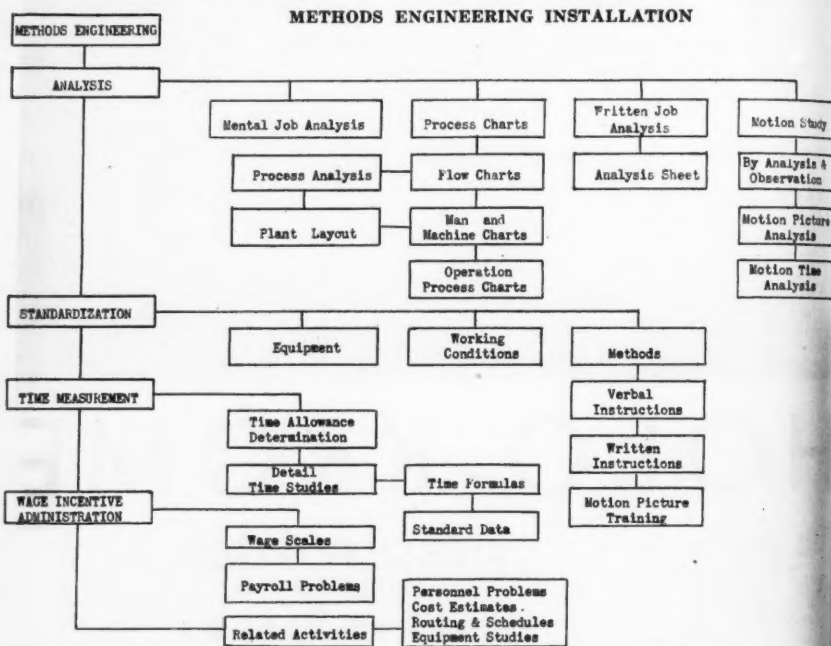 METHODS ENGINEERING INSTALLATION
METHODS ENGINEERING
ANALYSIS
Mental Job Analysis
Process Charts
Written Job
Analysis
Motion Study
Process Analysis
Flow Charts
Analysis Sheet
By Analysis &
Observation
Plant Layout
Man and
Machine Charts
Motion Picture
Analysis
Operation
Process Charts
Motion Time
Analysis
STANDARDIZATION
Equipment
Working
Conditions
Methods
TIME MEASUREMENT
Time Allowance
Determination
Verbal
Instructions
Detail
Time Studies
Time Formulas
Written
Instructions
WAGE INCENTIVE
ADMINISTRATION
Wage Scales
Standard Data
Motion Picture
Training
Payroll Problems
Related Activities
Personnel Problems
Cost Estimates.
Routing & Schedules
Equipment Studies